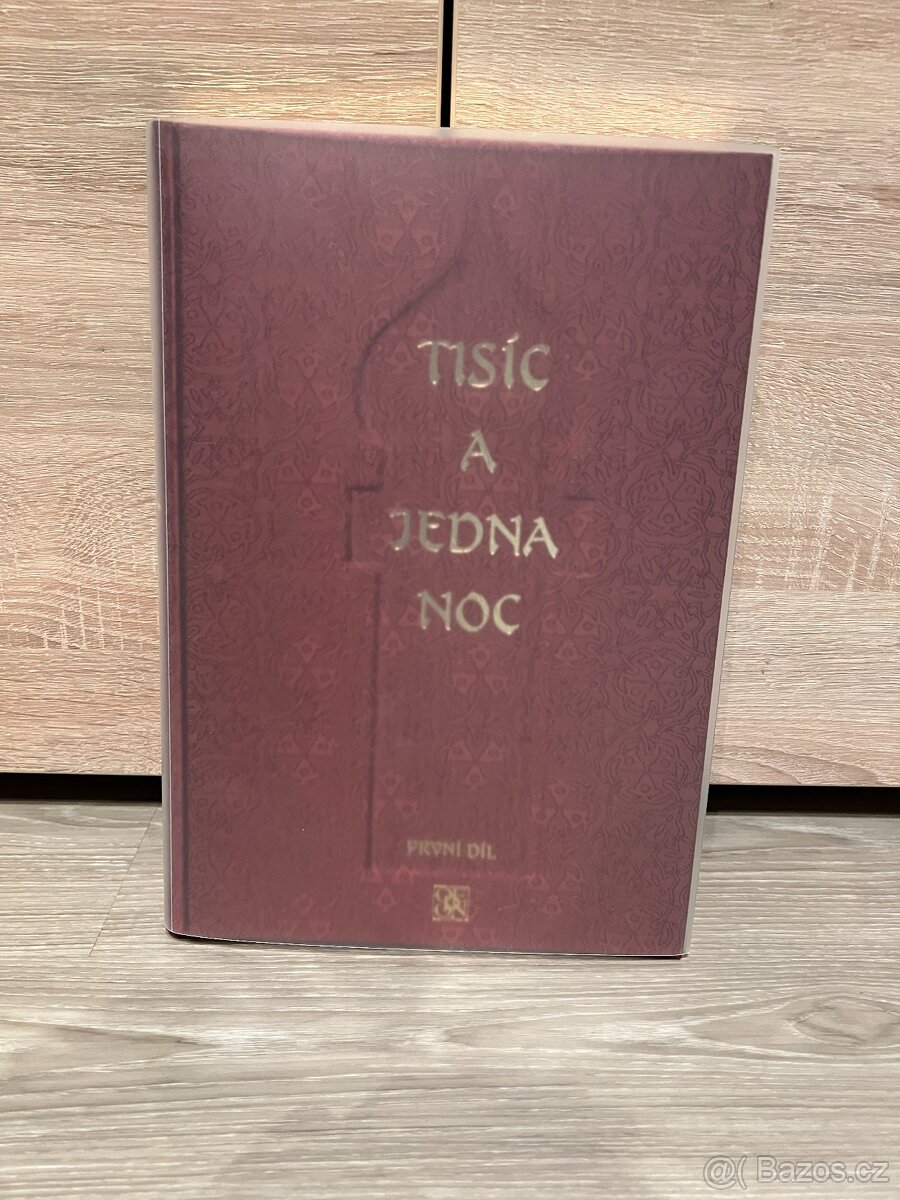 TISÍC
A
JEDNA
NOC
PRVNÍ DÍL
@( Bazos.cz